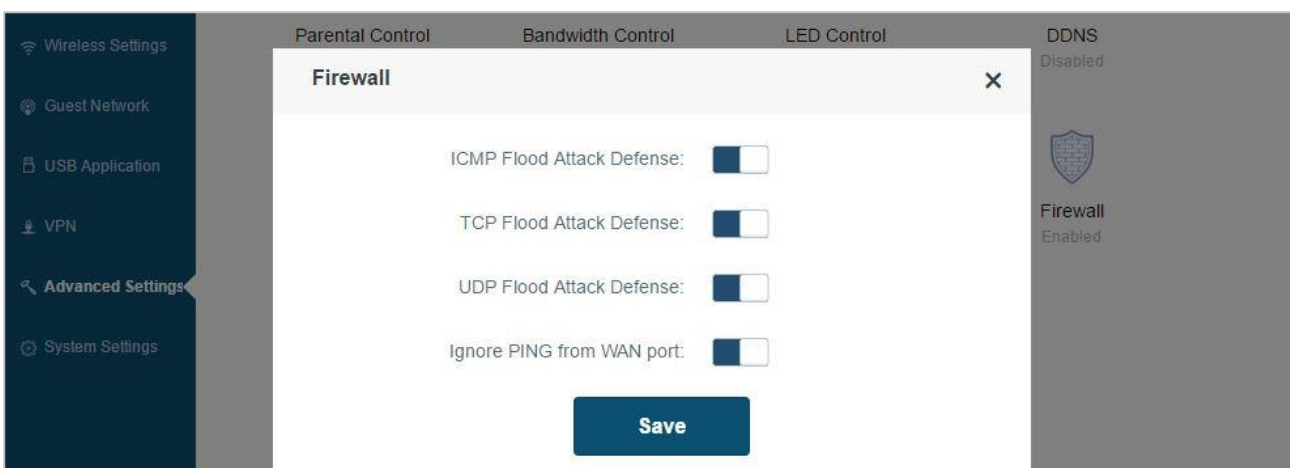 Wireless Settings
Guest Network
USB Application
VPN
Advanced Settings
System Settings
Parental Control Bandwidth Control LED Control DDNS
Disabled
Firewall
ICMP Flood Attack Defense:
TCP Flood Attack Defense:
UDP Flood Attack Defense:
Ignore PING from WAN port:
Save
Firewall
Enabled